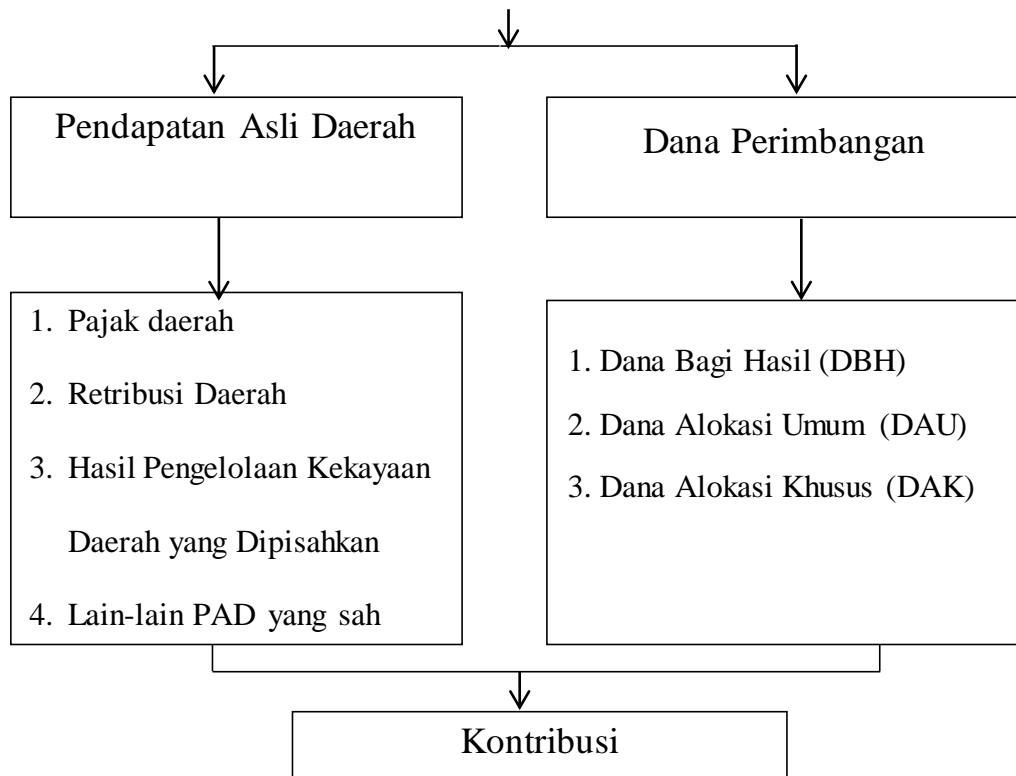 Pendapatan Asli Daerah
Dana Perimbangan
1. Pajak daerah
2. Retribusi Daerah
3. Hasil Pengelolaan Kekayaan
Daerah yang Dipisahkan
4. Lain-lain PAD yang sah
1. Dana Bagi Hasil (DBH)
2. Dana Alokasi Umum (DAU)
3. Dana Alokasi Khusus (DAK)
Kontribusi